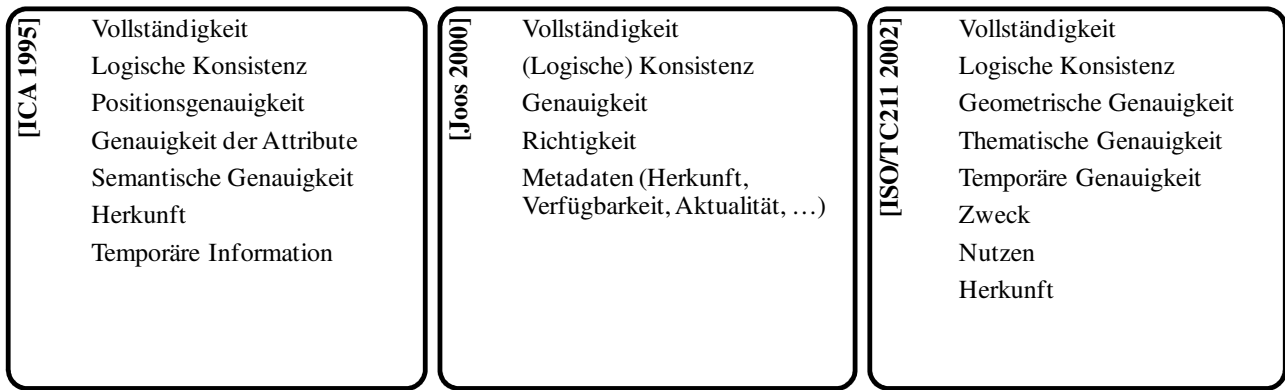 [ICA 1995]
Vollständigkeit
Logische Konsistenz
Positionsgenauigkeit
Genauigkeit der Attribute
Semantische Genauigkeit
Herkunft
Temporäre Information
[Joos 2000]
Vollständigkeit
(Logische) Konsistenz
Genauigkeit
Richtigkeit
Metadaten (Herkunft,
Verfügbarkeit, Aktualität, …)
[ISO/TC211 2002]
Vollständigkeit
Logische Konsistenz
Geometrische Genauigkeit
Thematische Genauigkeit
Temporäre Genauigkeit
Zweck
Nutzen
Herkunft